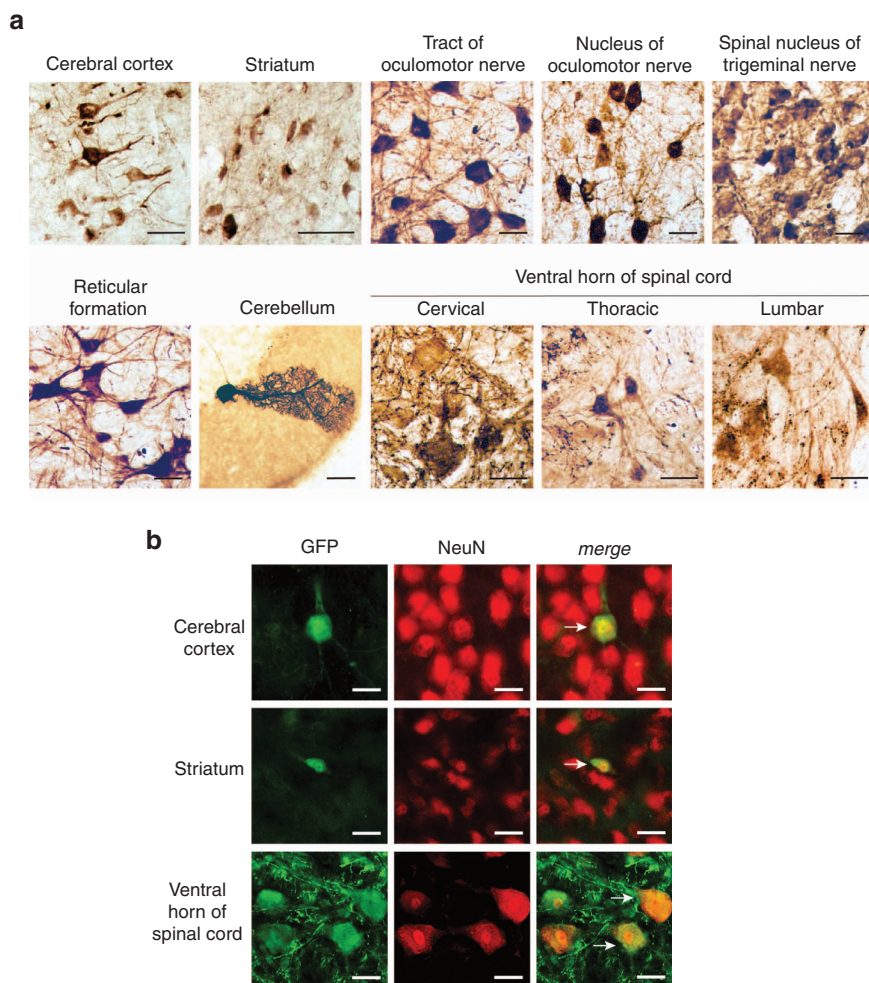 a
Cerebral cortex
Striatum
Tract of
oculomotor nerve
Nucleus of
oculomotor nerve
Spinal nucleus of
trigeminal nerve
Reticular
formation
Cerebellum
Ventral horn of spinal cord
Cervical
Thoracic
Lumbar
b
GFP
NeuN
merge
Cerebral
cortex
Striatum
Ventral
horn of
spinal cord